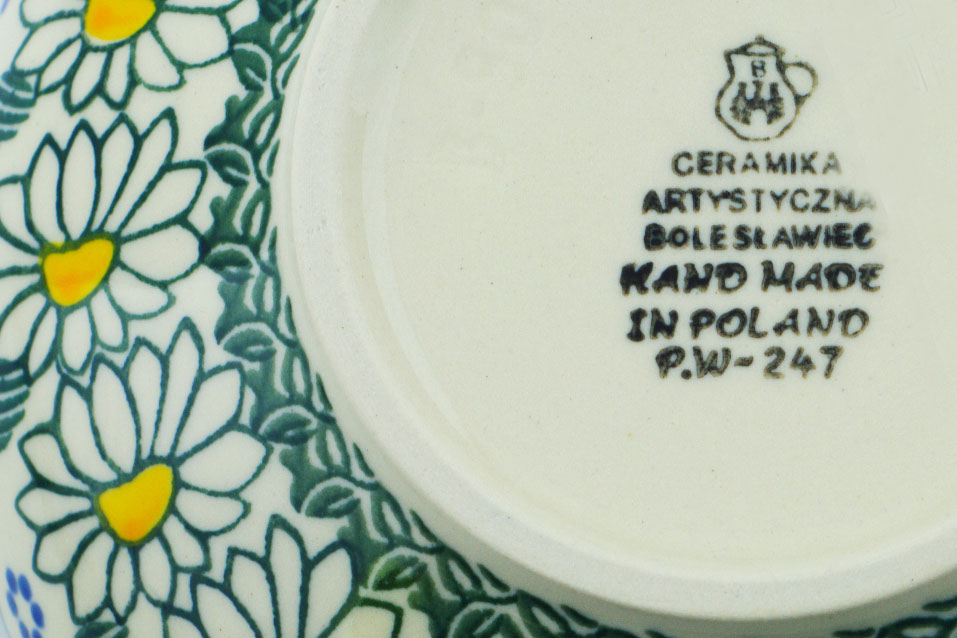 B
CERAMIKA
ARTYSTYCZNA
BOLESŁAWIEC
HAND MADE
IN POLAND
P.W-247